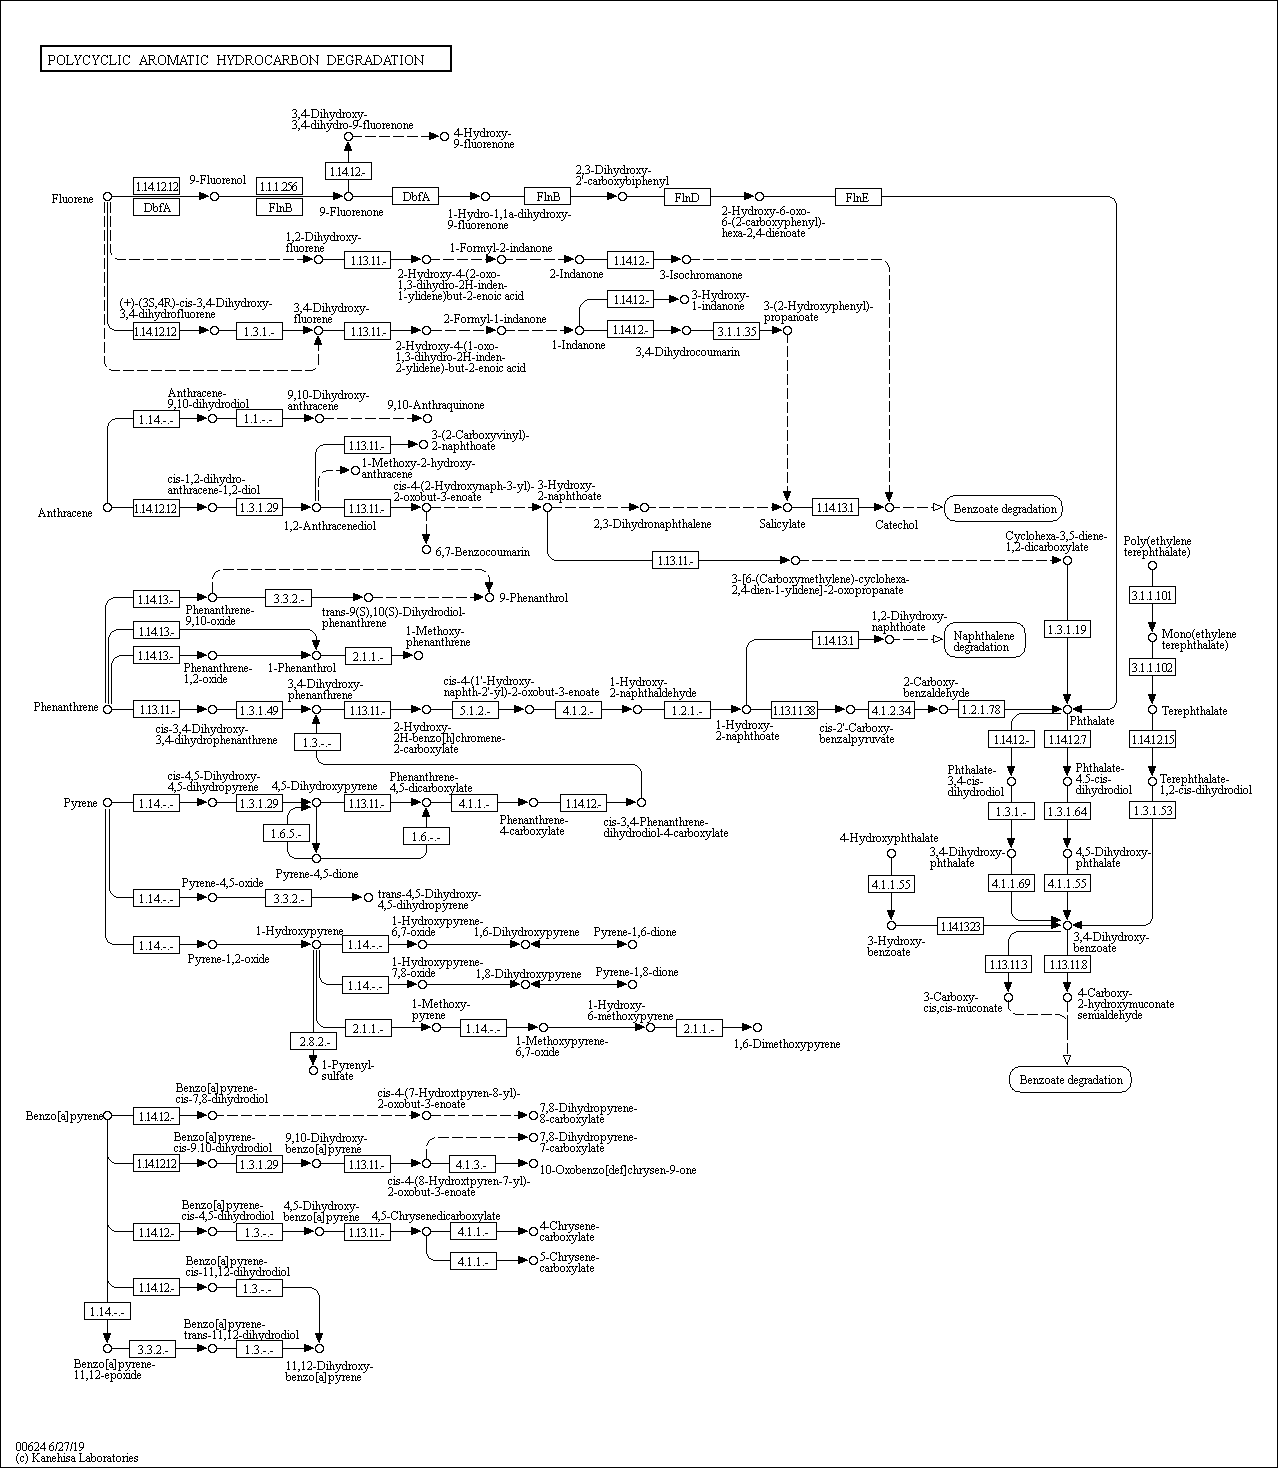 POLYCYCLIC AROMATIC HYDROCARBON DEGRADATION
3,4-Dihydroxy-
3,4-dihydro-9-fluorenone
4-Hydroxy-
9-fluorenone
1.14.12.-
Fluorene
1.14.12.12
DbfA
9-Fluorenol
1.1.1.256
FlnB
9-Fluorenone
DbfA
1-Hydro-1,1a-dihydroxy-
9-fluorenone
FlnB
2,3-Dihydroxy-
2'-carboxybiphenyl
FlnD
2-Hydroxy-6-oxo-
6-(2-carboxyphenyl)-
hexa-2,4-dienoate
FlnE
1,2-Dihydroxy-
fluorene
1.13.11.-
2-Hydroxy-4-(2-oxo-
1,3-dihydro-2H-inden-
1-ylidene)but-2-enoic acid
1-Formyl-2-indanone
2-Indanone
1.14.12.-
3-Isochromanone
(+)-(3S,4R)-cis-3,4-Dihydroxy-
3,4-dihydrofluorene
1.14.12.12
1.3.1.-
3,4-Dihydroxy-
fluorene
1.13.11.-
2-Hydroxy-4-(1-oxo-
1,3-dihydro-2H-inden-
2-ylidene)-but-2-enoic acid
2-Formyl-1-indanone
1-Indanone
1.14.12.-
3-Hydroxy-
1-indanone
1.14.12.-
3,4-Dihydrocoumarin
3.1.1.35
3-(2-Hydroxyphenyl)-
propanoate
Anthracene-
9,10-dihydrodiol
1.14.-.-
1.1.-.-
9,10-Dihydroxy-
anthracene
9,10-Anthraquinone
1.13.11.-
3-(2-Carboxyvinyl)-
2-naphthoate
1-Methoxy-2-hydroxy-
anthracene
Anthracene
1.14.12.12
cis-1,2-dihydro-
anthracene-1,2-diol
1.3.1.29
1,2-Anthracenediol
1.13.11.-
cis-4-(2-Hydroxynaph-3-yl)-
2-oxobut-3-enoate
6,7-Benzocoumarin
3-Hydroxy-
2-naphthoate
2,3-Dihydronaphthalene
Salicylate
1.14.13.1
Catechol
Benzoate degradation
1.13.11.-
3-[6-(Carboxymethylene)-cyclohexa-
2,4-dien-1-ylidene]-2-oxopropanate
Cyclohexa-3,5-diene-
1,2-dicarboxylate
1.3.1.19
Poly(ethylene
terephthalate)
3.1.1.101
Mono(ethylene
terephthalate)
3.1.1.102
Terephthalate
1.14.12.15
Terephthalate-
1,2-cis-dihydrodiol
1.3.1.53
1.14.13.-
Phenanthrene-
9,10-oxide
3.3.2.-
trans-9(S),10(S)-Dihydrodiol-
phenanthrene
9-Phenanthrol
1.14.13.-
1.14.13.-
Phenanthrene-
1,2-oxide
1-Phenanthrol
2.1.1.-
1-Methoxy-
phenanthrene
Phenanthrene
1.13.11.-
cis-3,4-Dihydroxy-
3,4-dihydrophenanthrene
1.3.1.49
3,4-Dihydroxy-
phenanthrene
1.13.11.-
2-Hydroxy-
2H-benzo[h]chromene-
2-carboxylate
5.1.2.-
cis-4-(1'-Hydroxy-
naphth-2'-yl)-2-oxobut-3-enoate
4.1.2.-
1-Hydroxy-
2-naphthaldehyde
1.2.1.-
1-Hydroxy-
2-naphthoate
1.14.13.1
1,2-Dihydroxy-
naphthoate
Naphthalene
degradation
1.13.11.38
cis-2'-Carboxy-
benzalpyruvate
4.1.2.34
2-Carboxy-
benzaldehyde
1.2.1.78
Phthalate
1.3.-.-
1.14.12.-
1.14.12.7
Phthalate-
3,4-cis-
dihydrodiol
Phthalate-
4,5-cis-
dihydrodiol
1.3.1.-
1.3.1.64
3,4-Dihydroxy-
phthalate
4,5-Dihydroxy-
phthalate
4.1.1.69
4.1.1.55
4-Hydroxyphthalate
4.1.1.55
3-Hydroxy-
benzoate
1.14.13.23
3,4-Dihydroxy-
benzoate
1.13.11.3
1.13.11.8
3-Carboxy-
cis,cis-muconate
4-Carboxy-
2-hydroxymuconate
semialdehyde
Benzoate degradation
Pyrene
1.14.-.-
cis-4,5-Dihydroxy-
4,5-dihydropyrene
1.3.1.29
4,5-Dihydroxypyrene
1.13.11.-
Phenanthrene-
4,5-dicarboxylate
4.1.1.-
Phenanthrene-
4-carboxylate
1.14.12.-
cis-3,4-Phenanthrene-
dihydrodiol-4-carboxylate
1.6.5.-
1.6.-.-
Pyrene-4,5-dione
1.14.-.-
Pyrene-4,5-oxide
3.3.2.-
trans-4,5-Dihydroxy-
4,5-dihydropyrene
1.14.-.-
Pyrene-1,2-oxide
1-Hydroxypyrene
1.14.-.-
1-Hydroxypyrene-
6,7-oxide
1,6-Dihydroxypyrene
Pyrene-1,6-dione
1.14.-.-
1-Hydroxypyrene-
7,8-oxide
1,8-Dihydroxypyrene
Pyrene-1,8-dione
2.1.1.-
1-Methoxy-
pyrene
1.14.-.-
1-Methoxypyrene-
6,7-oxide
1-Hydroxy-
6-methoxypyrene
2.1.1.-
1,6-Dimethoxypyrene
2.8.2.-
1-Pyrenyl-
sulfate
Benzo[a]pyrene
1.14.12.-
Benzo[a]pyrene-
cis-7,8-dihydrodiol
cis-4-(7-Hydroxtpyren-8-yl)-
2-oxobut-3-enoate
7,8-Dihydropyrene-
8-carboxylate
7,8-Dihydropyrene-
7-carboxylate
1.14.12.12
Benzo[a]pyrene-
cis-9.10-dihydrodiol
1.3.1.29
9,10-Dihydroxy-
benzo[a]pyrene
1.13.11.-
cis-4-(8-Hydroxtpyren-7-yl)-
2-oxobut-3-enoate
4.1.3.-
10-Oxobenzo[def]chrysen-9-one
1.14.12.-
Benzo[a]pyrene-
cis-4,5-dihydrodiol
1.3.-.-
4,5-Dihydroxy-
benzo[a]pyrene
1.13.11.-
4,5-Chrysenedicarboxylate
4.1.1.-
4-Chrysene-
carboxylate
4.1.1.-
5-Chrysene-
carboxylate
1.14.12.-
Benzo[a]pyrene-
cis-11,12-dihydrodiol
1.3.-.-
1.14.-.-
Benzo[a]pyrene-
11,12-epoxide
3.3.2.-
Benzo[a]pyrene-
trans-11,12-dihydrodiol
1.3.-.-
11,12-Dihydroxy-
benzo[a]pyrene
00624 6/27/19
(c) Kanehisa Laboratories